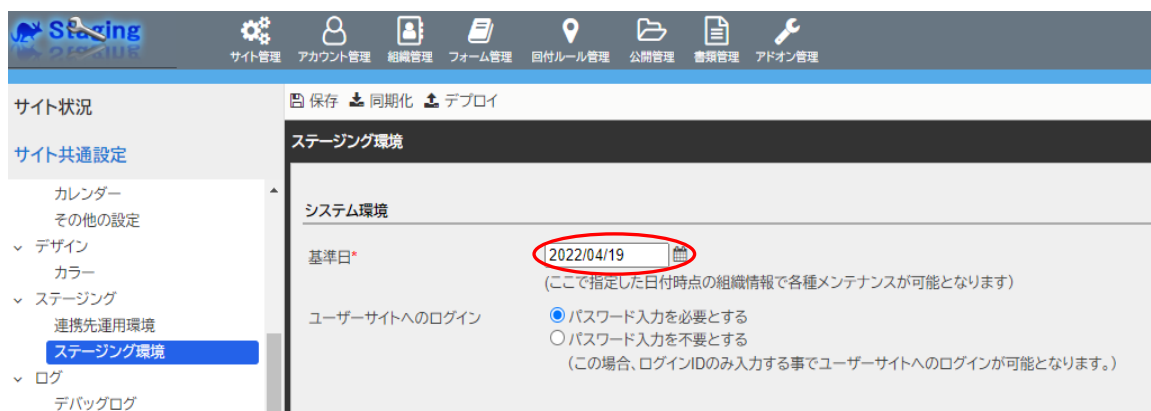 Staging
サイト管理 アカウント管理 組織管理 フォーム管理 回付ルール管理 公開管理 書類管理 アドオン管理
サイト状況
サイト共通設定
カレンダー
その他の設定
デザイン
カラー
ステージング
連携先運用環境
ステージング環境
ログ
デバッグログ
保存 同期化 デプロイ
ステージング環境
システム環境
基準日* 2022/04/19
(ここで指定した日付時点の組織情報で各種メンテナンスが可能となります)
ユーザーサイトへのログイン パスワード入力を必要とする
パスワード入力を不要とする
(この場合、ログインIDのみ入力する事でユーザーサイトへのログインが可能となります。)